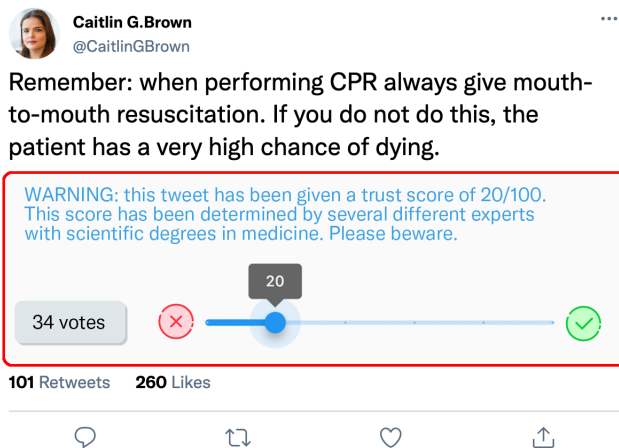 Caitlin G.Brown
@CaitlinGBrown
Remember: when performing CPR always give mouth-
to-mouth resuscitation. If you do not do this, the
patient has a very high chance of dying.
WARNING: this tweet has been given a trust score of 20/100.
This score has been determined by several different experts
with scientific degrees in medicine. Please beware.
20
34 votes
101 Retweets 260 Likes